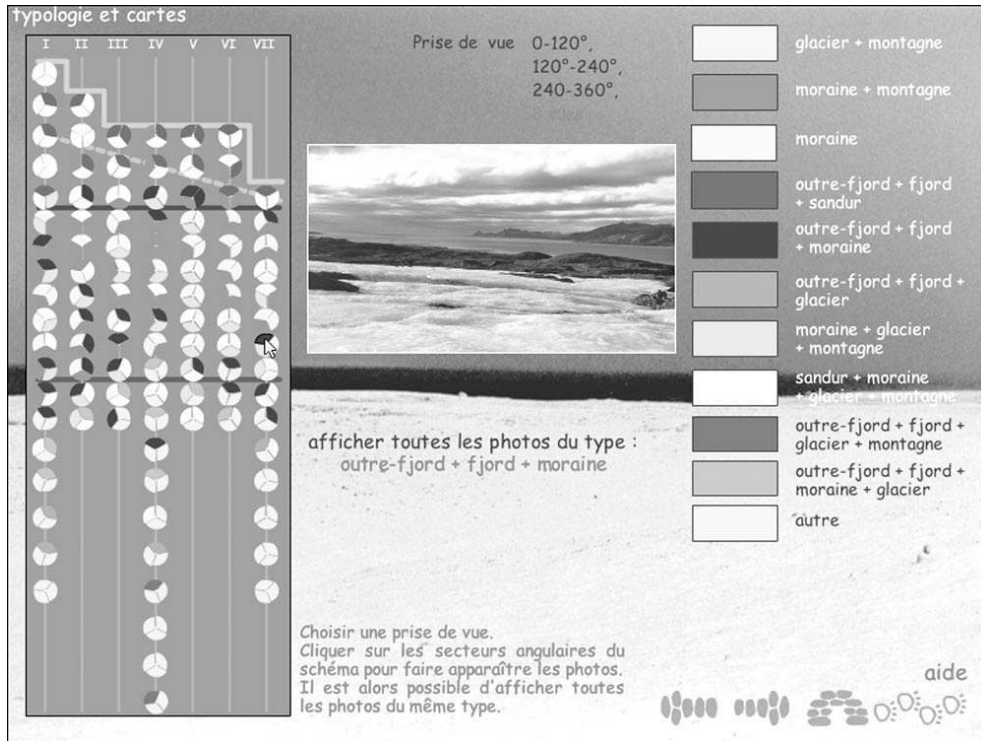 typologie et cartes
I II III IV V VI VII
Prise de vue 0-120°,
120°-240°,
240-360°,
glacier + montagne
moraine + montagne
moraine
outre-fjord + fjord
+ sandur
outre-fjord + fjord
+ moraine
outre-fjord + fjord +
glacier
moraine + glacier
+ montagne
sandur + moraine
+ glacier + montagne
outre-fjord + fjord +
glacier + montagne
outre-fjord + fjord +
moraine + glacier
autre
afficher toutes les photos du type :
outre-fjord + fjord + moraine
Choisir une prise de vue.
Cliquer sur les secteurs angulaires du
schéma pour faire apparaître les photos.
Il est alors possible d'afficher toutes
les photos du même type.
aide